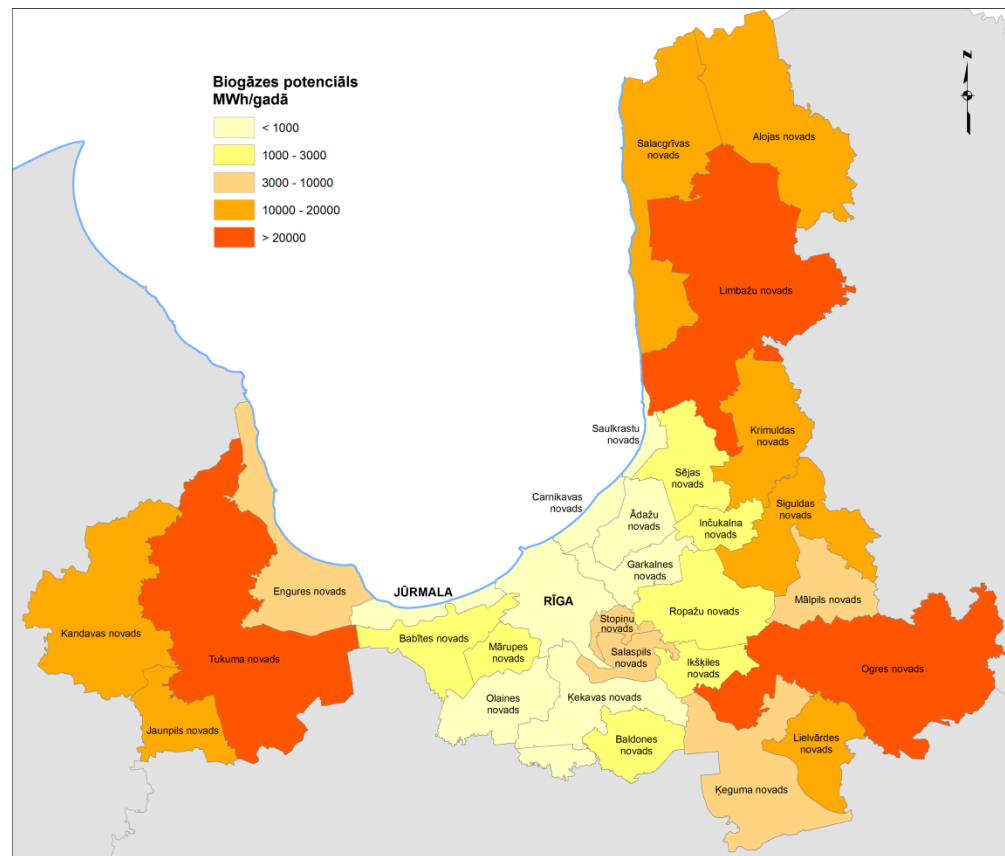 Biogāzes potenciāls
MWh/gadā
< 1000
1000 - 3000
3000 - 10000
10000 - 20000
> 20000
N
Salacgrīvas
novads
Alojas novads
Limbažu novads
Saulkrastu
novads
Krimuldas
novads
Sējas
novads
Carnikavas
novads
Siguldas
novads
Ādažu
novads
Inčukalna
novads
Garkalnes
novads
Engures novads
JŪRMALA
RĪGA
Mālpils novads
Ropažu novads
Stopiņu
novads
Kandavas novads
Babītes novads
Mārupes
novads
Salaspils
novads
Tukuma novads
Ikšķiles
novads
Ogres novads
Olaines
novads
Ķekavas novads
Jaunpils novads
Baldones
novads
Lielvārdes
novads
Ķeguma novads